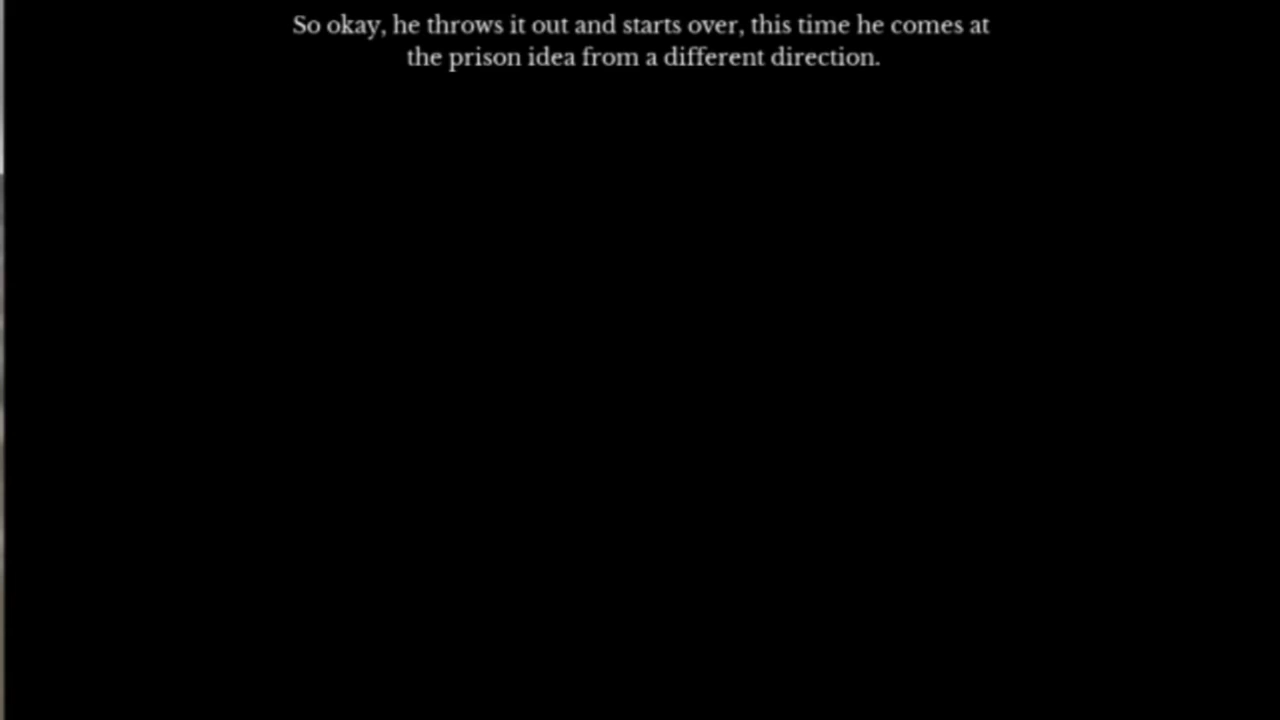 So okay, he throws it out and starts over, this time he comes at
the prison idea from a different direction.